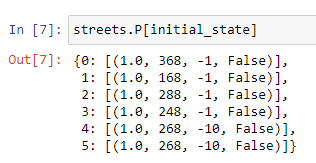 In [7]: streets.P[initial_state]
Out[7]: {0: [(1.0, 368, -1, False)],
1: [(1.0, 168, -1, False)],
2: [(1.0, 288, -1, False)],
3: [(1.0, 248, -1, False)],
4: [(1.0, 268, -10, False)],
5: [(1.0, 268, -10, False)]}